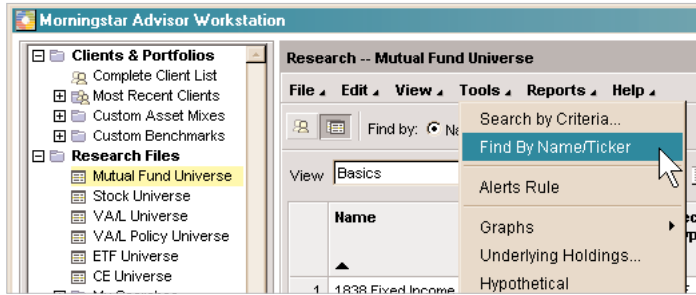 Morningstar Advisor Workstation
Clients & Portfolios
Complete Client List
Most Recent Clients
Custom Asset Mixes
Custom Benchmarks
Research Files
Mutual Fund Universe
Stock Universe
VA/L Universe
VA/L Policy Universe
ETF Universe
CE Universe
Research -- Mutual Fund Universe
File Edit View Tools Reports Help
Find by: Na
View Basics
Name
1 1838 Fixed Income
Search by Criteria...
Find By Name/Ticker
Alerts Rule
Graphs
Underlying Holdings...
Hypothetical